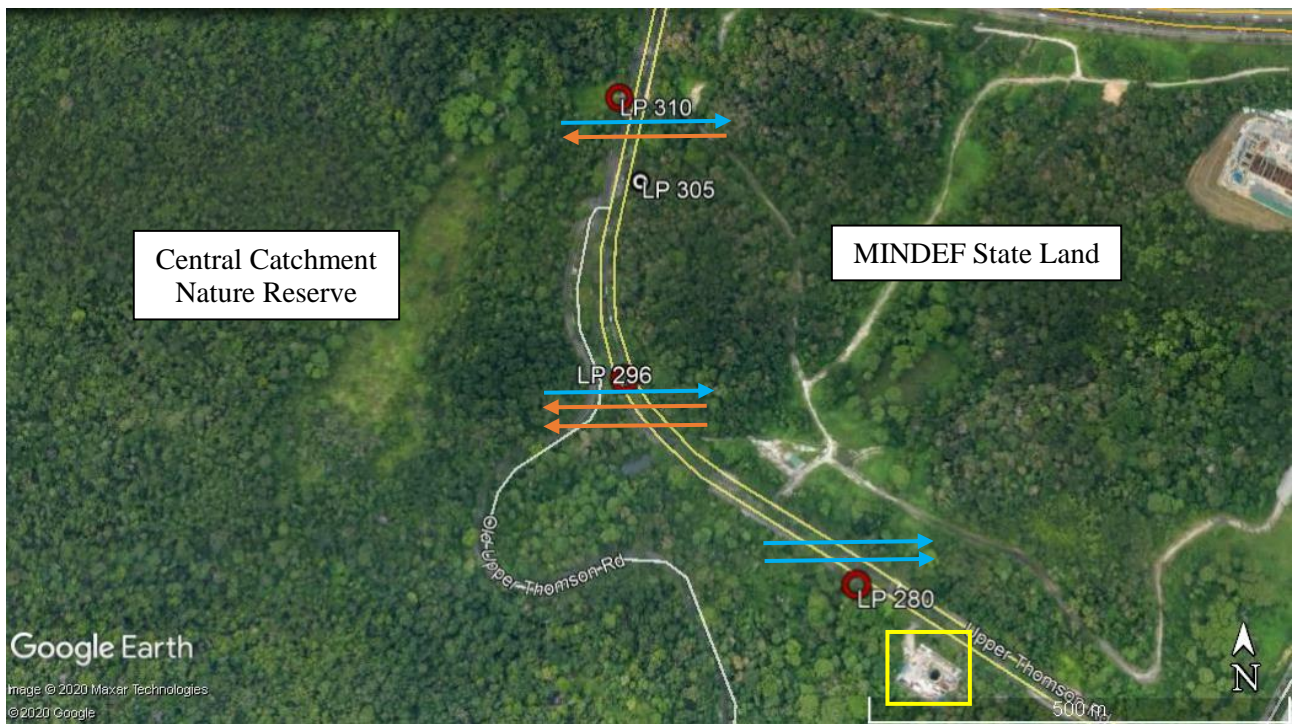 LP 310
LP 305
Central Catchment
Nature Reserve
MINDEF State Land
LP 296
Old Upper Thomson Rd
LP 280
Upper Thomson Rd
Google Earth
N
Image © 2020 Maxar Technologies
© 2020 Google
500 m